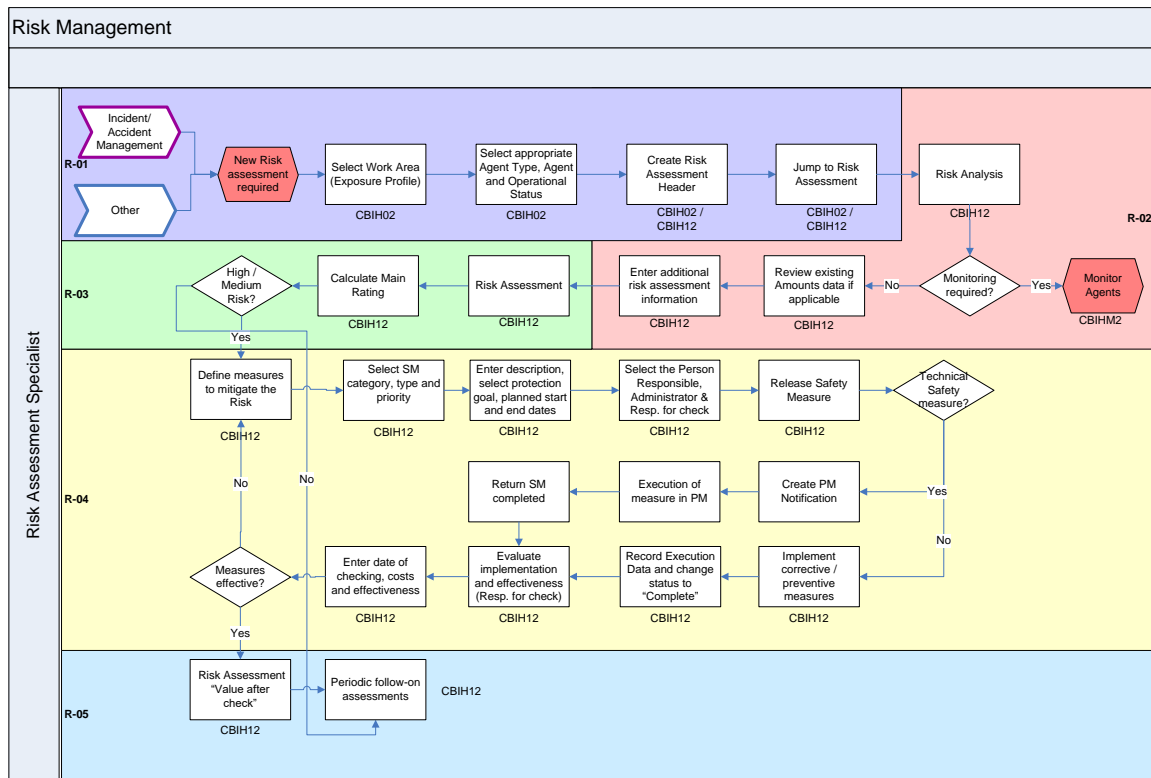 Risk Management
Risk Assessment Specialist
R-01
Incident/
Accident
Management
Other
New Risk
assessment
required
Select Work Area
(Exposure Profile)
CBIH02
Select appropriate
Agent Type, Agent
and Operational
Status
CBIH02
Create Risk
Assessment
Header
CBIH02 /
CBIH12
Jump to Risk
Assessment
CBIH02 /
CBIH12
Risk Analysis
CBIH12
R-02
R-03
High /
Medium
Risk?
Calculate Main
Rating
CBIH12
Risk Assessment
CBIH12
Enter additional
risk assessment
information
CBIH12
Review existing
Amounts data if
applicable
CBIH12
No
Monitoring
required?
Yes
Monitor
Agents
CBIHM2
Yes
Define measures
to mitigate the
Risk
CBIH12
Select SM
category, type and
priority
CBIH12
Enter description,
select protection
goal, planned start
and end dates
CBIH12
Select the Person
Responsible,
Administrator &
Resp. for check
CBIH12
Release Safety
Measure
CBIH12
Technical
Safety
measure?
R-04
No
No
Return SM
completed
Execution of
measure in PM
Create PM
Notification
Yes
No
Measures
effective?
Enter date of
checking, costs
and effectiveness
CBIH12
Evaluate
implementation
and effectiveness
(Resp. for check)
CBIH12
Record Execution
Data and change
status to
“Complete”
CBIH12
Implement
corrective /
preventive
measures
CBIH12
Yes
R-05
Risk Assessment
“Value after
check”
CBIH12
Periodic follow-on
assessments
CBIH12